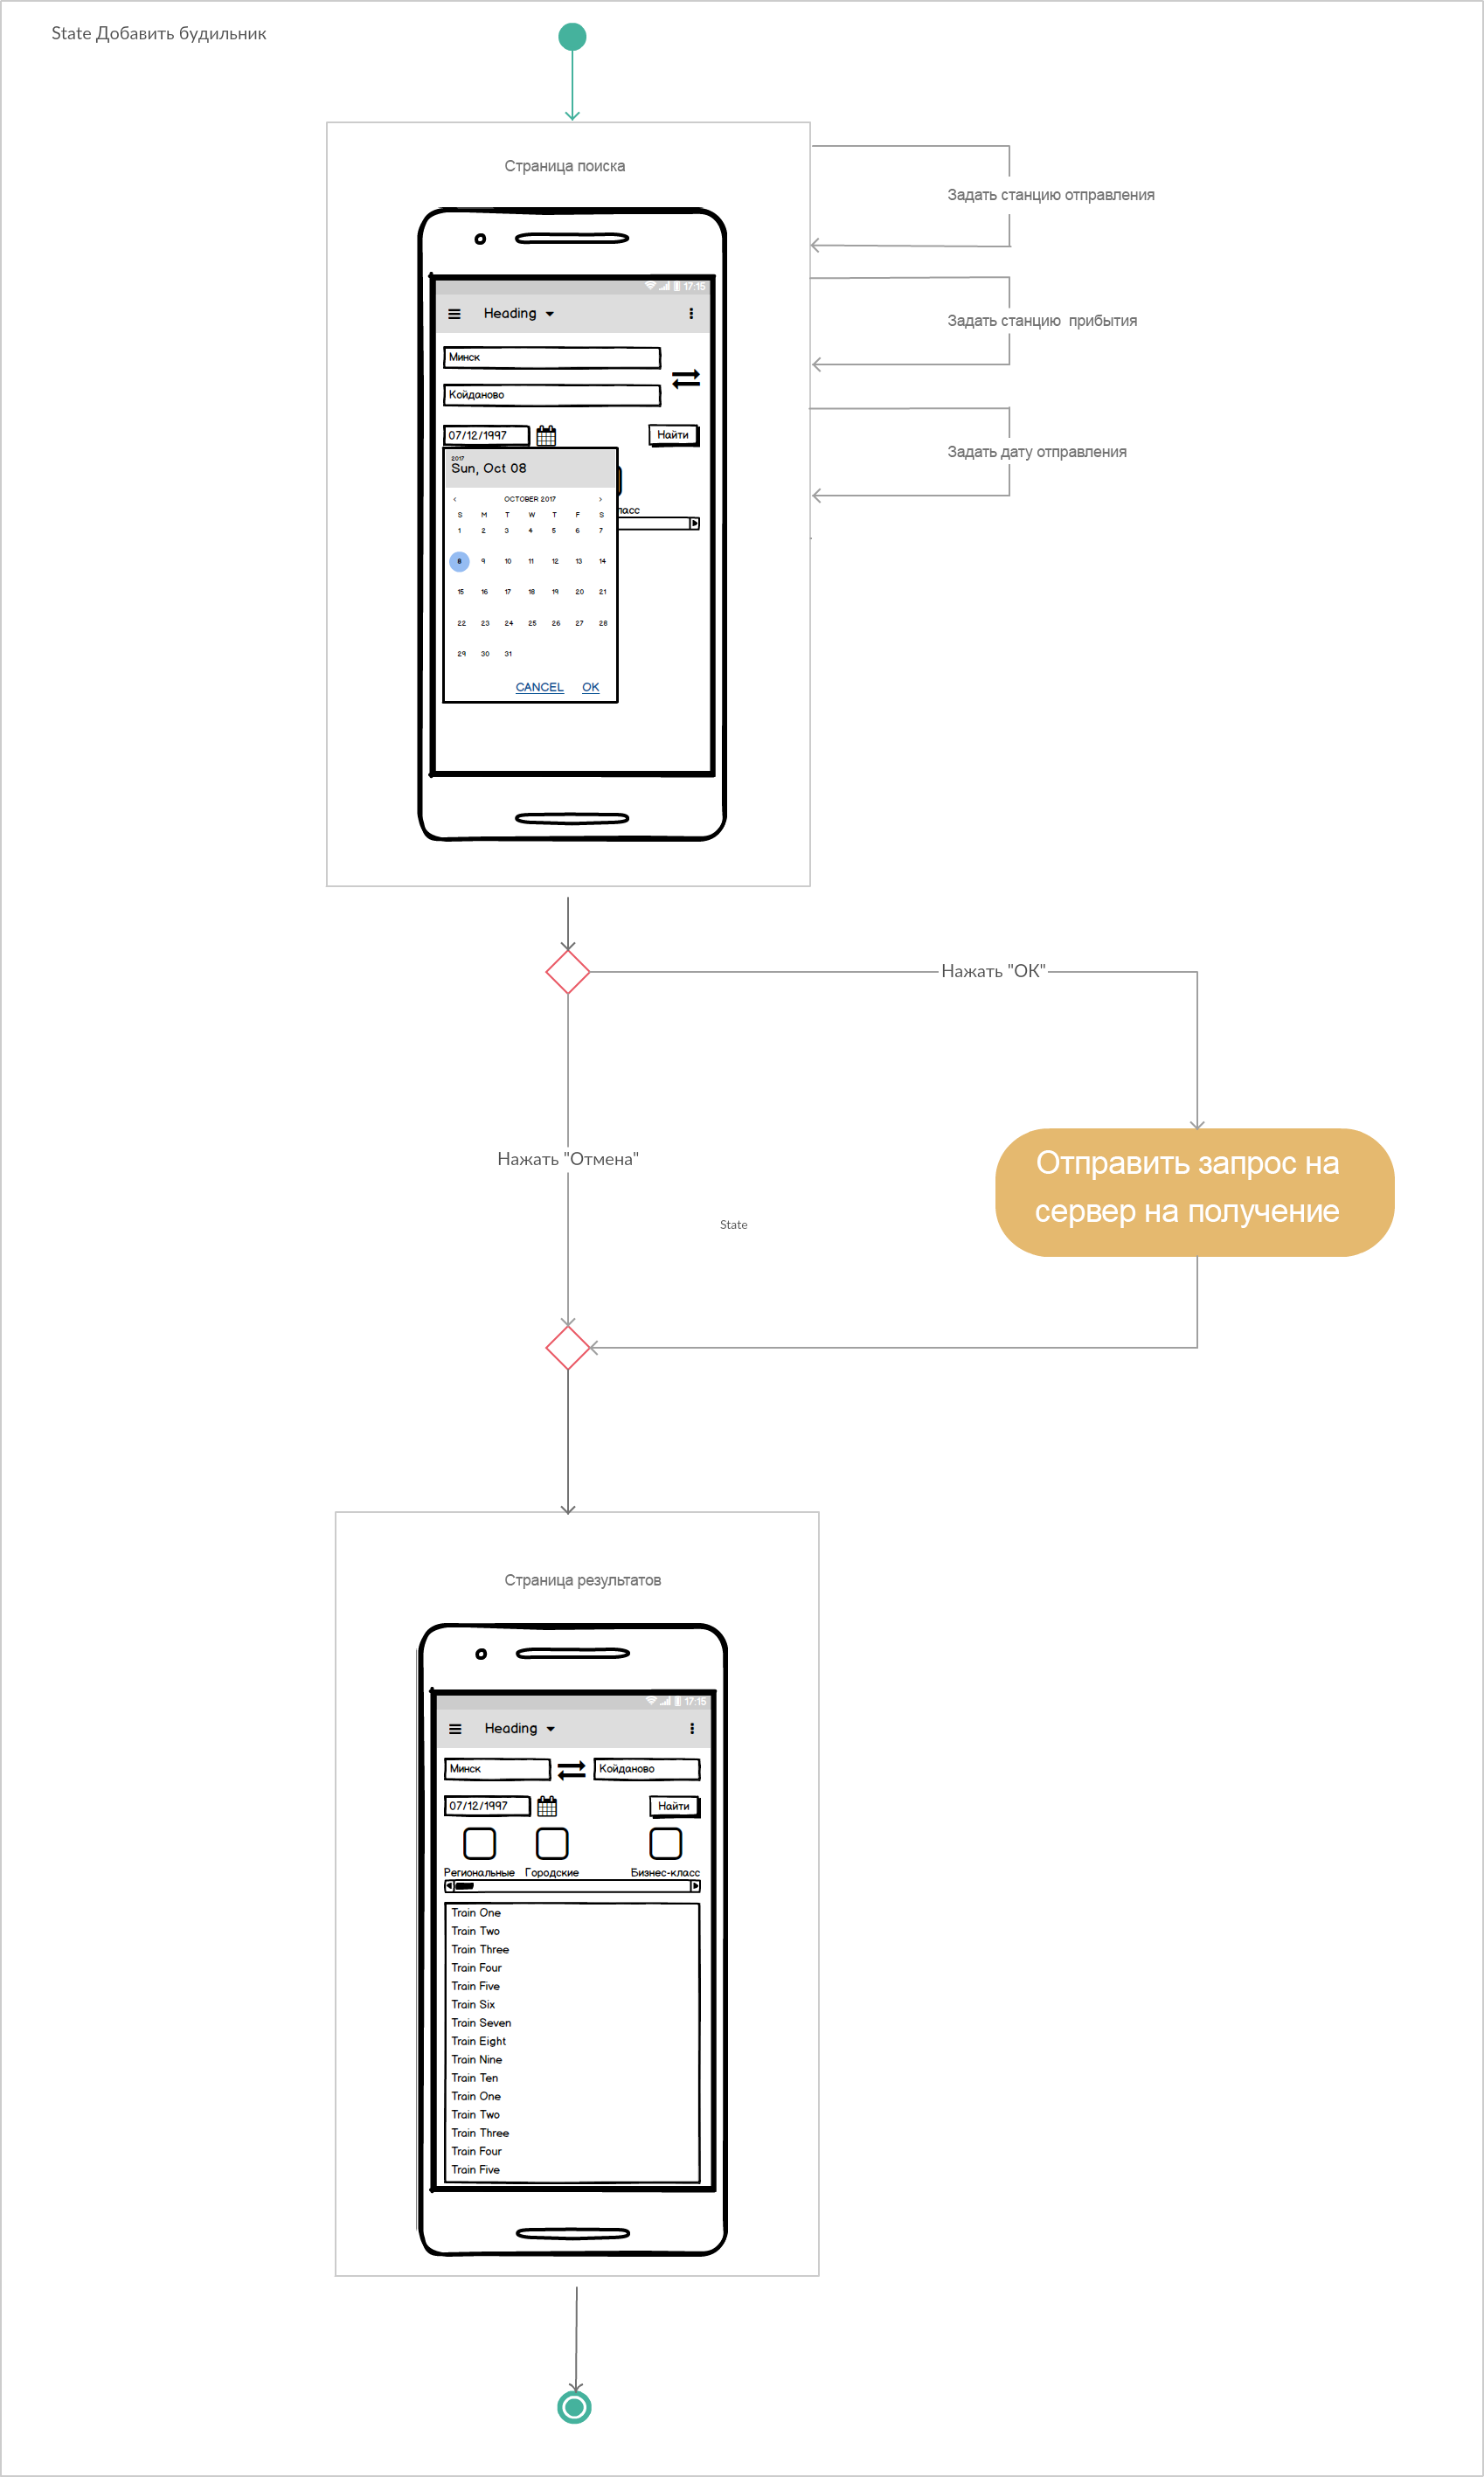 State Добавить будильник
Страница поиска
Задать станцию отправления
Задать станцию прибытия
Задать дату отправления
17:15
Heading
Минск
Койданово
07/12/1997
Найти
2017
Sun, Oct 08
ласс
OCTOBER 2017
S M T W T F S
1 2 3 4 5 6 7
8 9 10 11 12 13 14
15 16 17 18 19 20 21
22 23 24 25 26 27 28
29 30 31
CANCEL OK
Нажать "ОК"
Нажать "Отмена"
Отправить запрос на
сервер на получение
State
Страница результатов
17:15
Heading
Минск Койданово
07/12/1997 Найти
Региональные Городские Бизнес-класс
Train One
Train Two
Train Three
Train Four
Train Five
Train Six
Train Seven
Train Eight
Train Nine
Train Ten
Train One
Train Two
Train Three
Train Four
Train Five